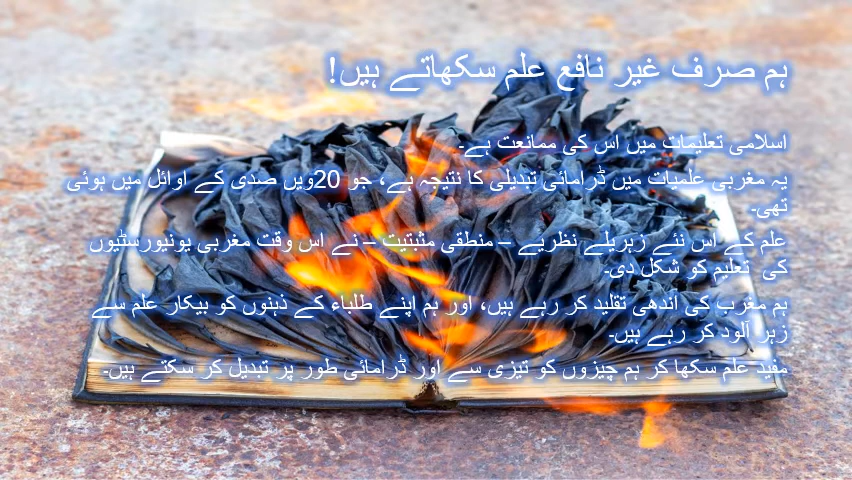 ہم صرف غیر نافع علم سکھاتے ہیں!
اسلامی تعلیمات میں اس کی ممانعت ہے۔
یہ مغربی علمیات میں ڈرامائی تبدیلی کا نتیجہ ہے، جو 20ویں صدی کے اوائل میں ہوئی
تھی۔
علم کے اس نئے زہریلے نظریے – منطقی مثبتیت – نے اس وقت مغربی یونیورسٹیوں
کی تعلیم کو شکل دی۔
ہم مغرب کی اندھی تقلید کر رہے ہیں، اور ہم اپنے طلباء کے ذہنوں کو بیکار علم سے
زہر آلود کر رہے ہیں۔
مفید علم سکھا کر ہم چیزوں کو تیزی سے اور ڈرامائی طور پر تبدیل کر سکتے ہیں۔